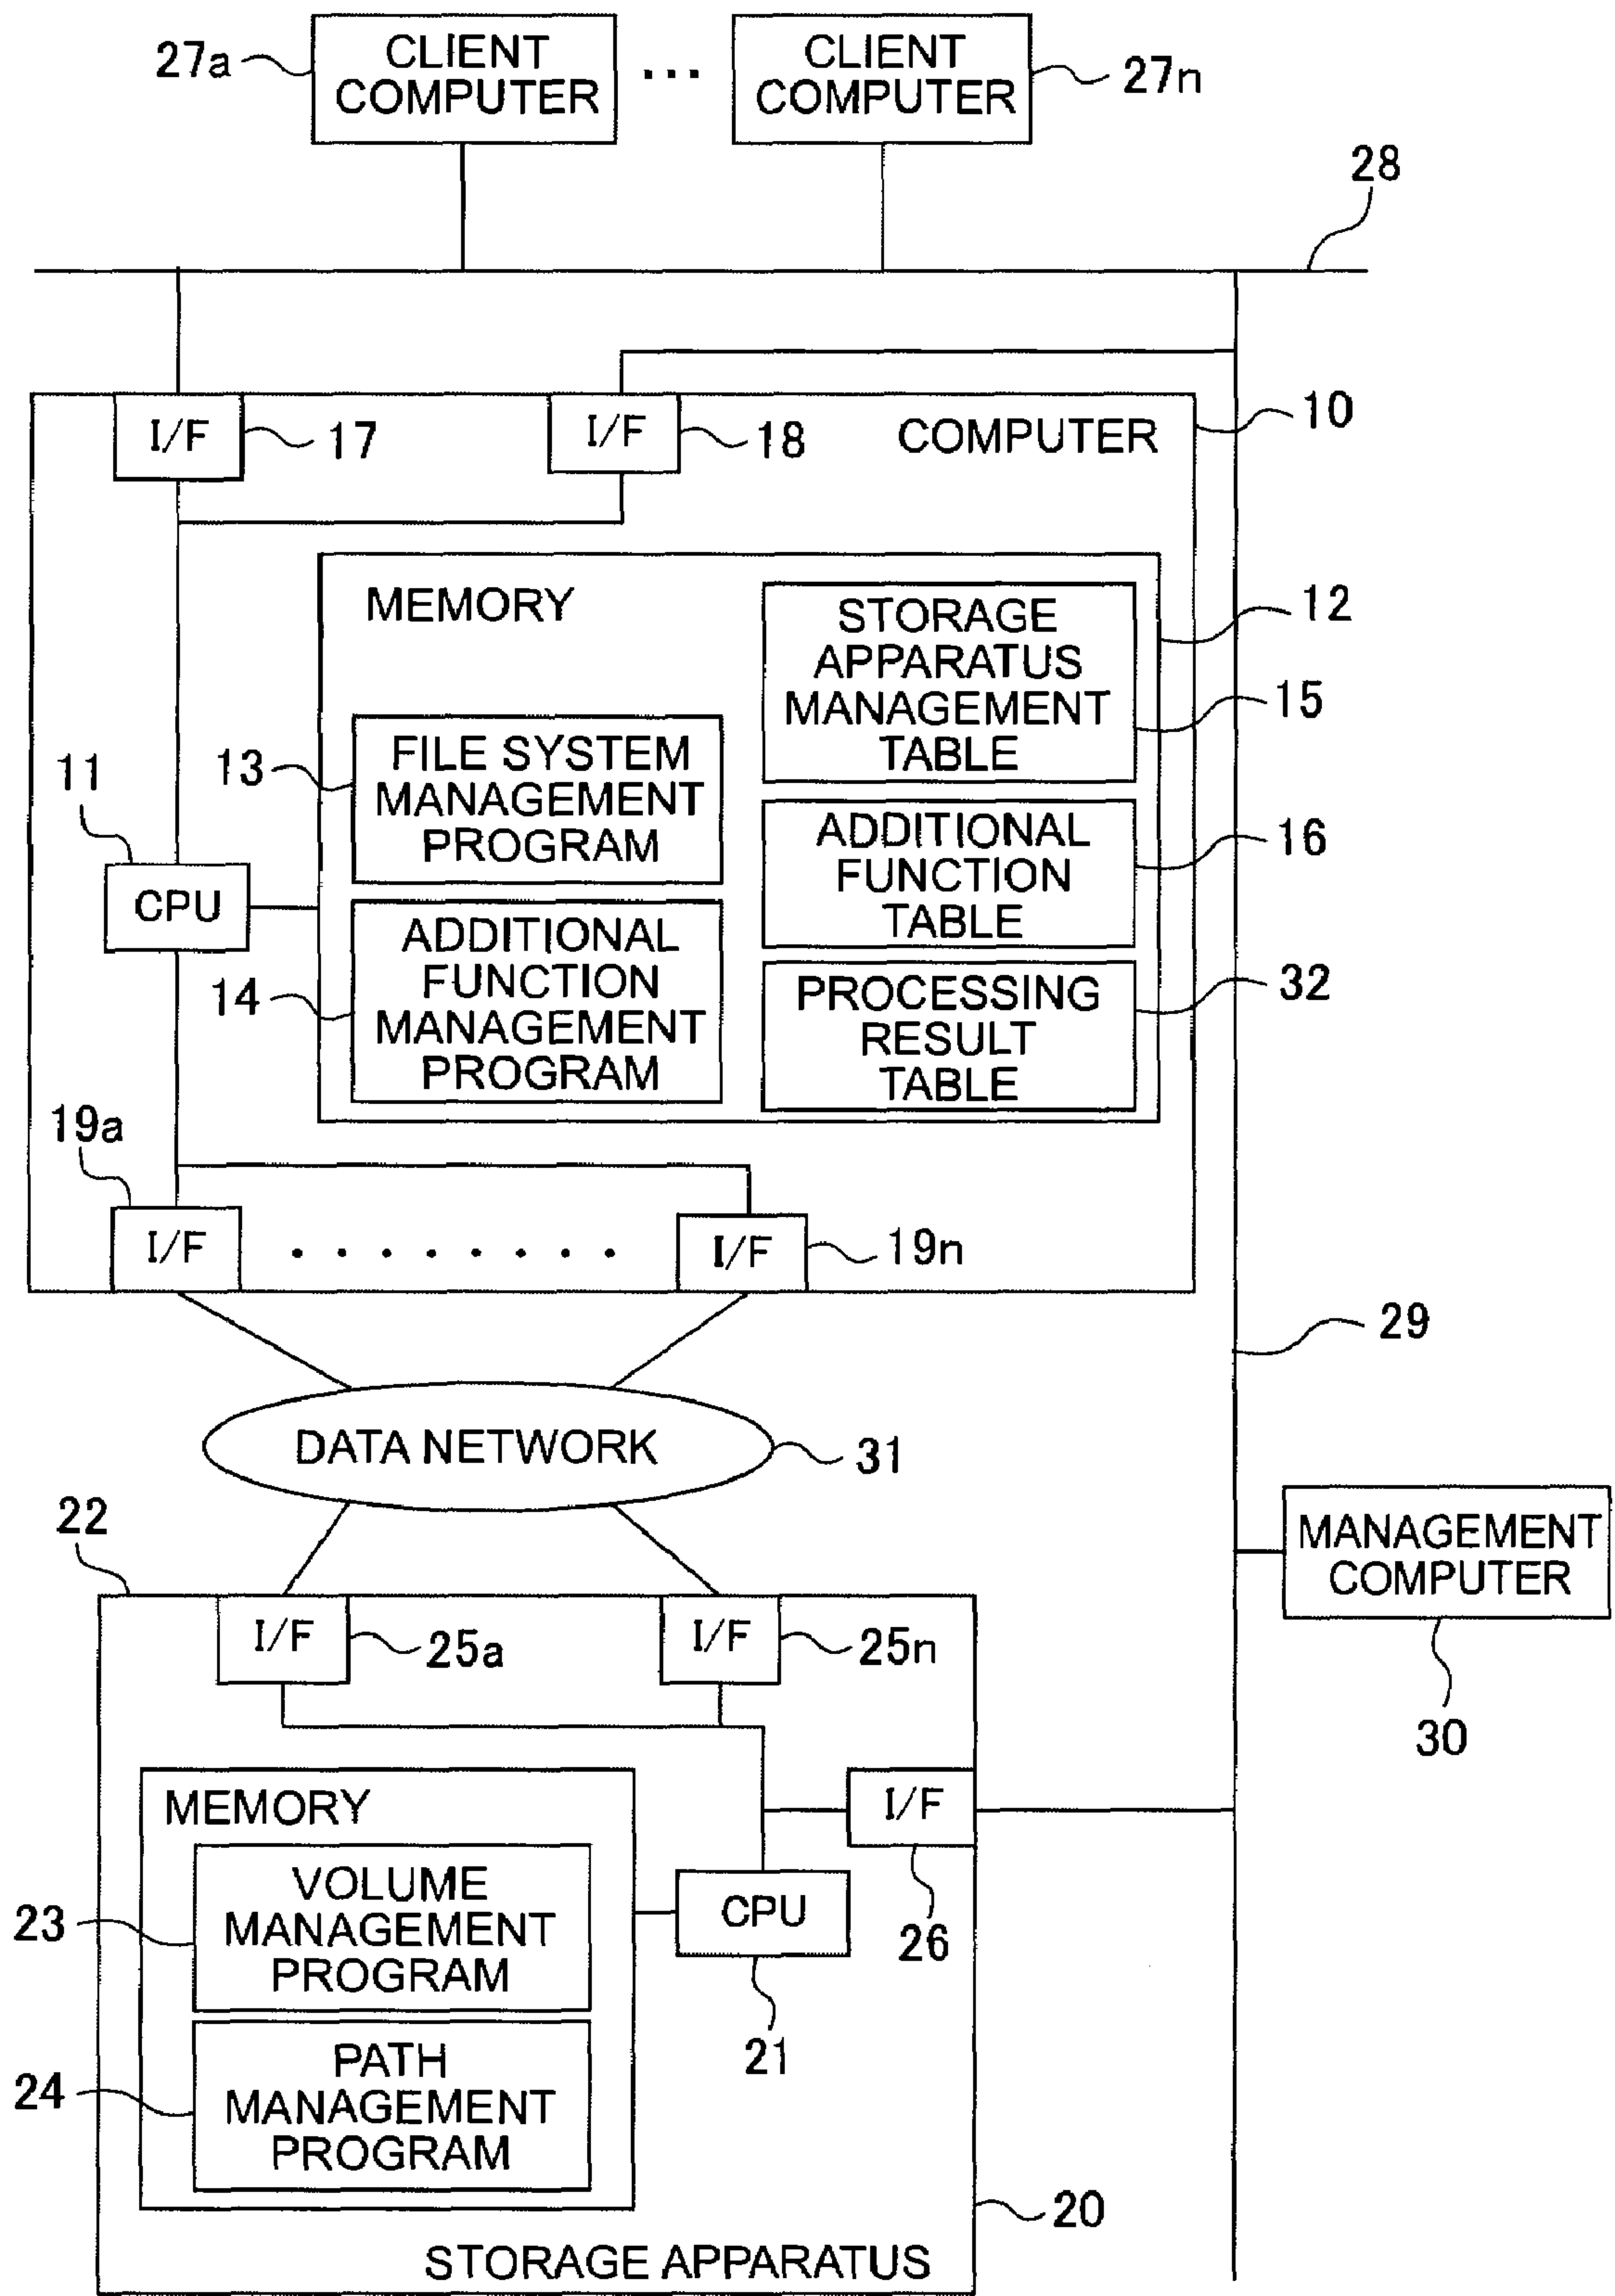 27a
CLIENT
COMPUTER
...
CLIENT
COMPUTER
27n
28
I/F
17
I/F
18
COMPUTER
10
MEMORY
STORAGE
APPARATUS
MANAGEMENT
TABLE
12
15
13
FILE SYSTEM
MANAGEMENT
PROGRAM
11
CPU
ADDITIONAL
FUNCTION
TABLE
16
14
ADDITIONAL
FUNCTION
MANAGEMENT
PROGRAM
PROCESSING
RESULT
TABLE
32
19a
I/F
. . . . . . . .
I/F
19n
29
DATA NETWORK
31
22
MANAGEMENT
COMPUTER
30
I/F
25a
I/F
25n
MEMORY
I/F
26
23
VOLUME
MANAGEMENT
PROGRAM
CPU
21
24
PATH
MANAGEMENT
PROGRAM
20
STORAGE APPARATUS